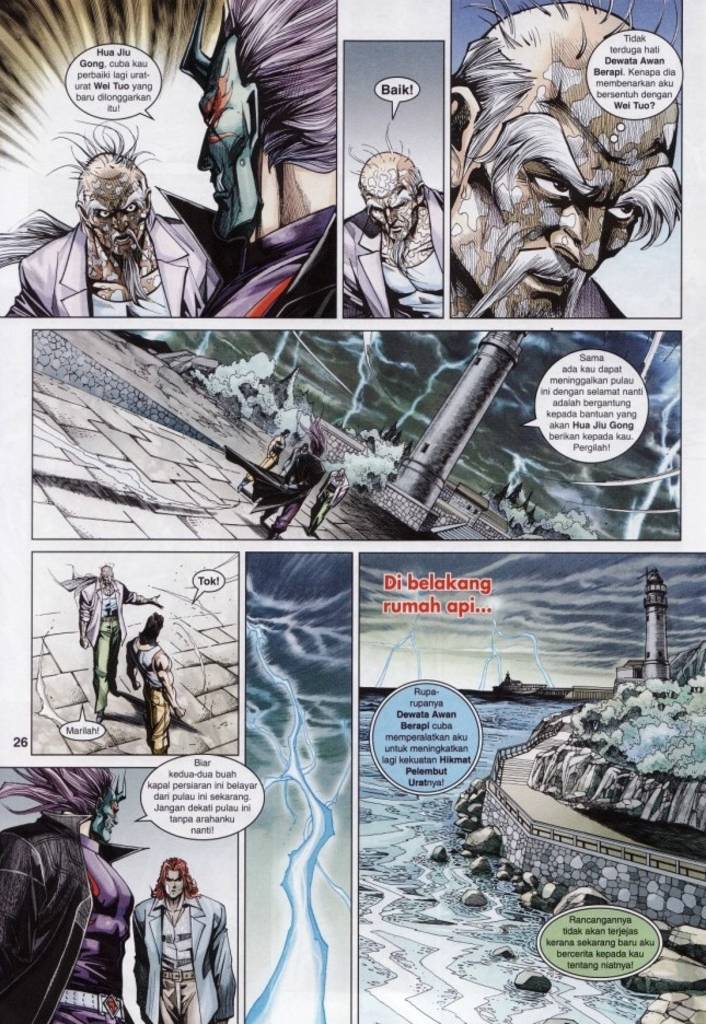 Hua Jiu
Gong, cuba kau
perbaiki lagi urat-
urat Wei Tuo yang
baru dilonggarkan
itu!
Baik!
Tidak
terduga hati
Dewata Awan
Berapi. Kenapa dia
membenarkan aku
bersentuh dengan
Wei Tuo?
Sama
ada kau dapat
meninggalkan pulau
ini dengan selamat nanti
adalah bergantung
kepada bantuan yang
akan Hua Jiu Gong
berikan kepada kau.
Pergilah!
Tok!
Marilah!
Di belakang
rumah api...
Rupa-
rupanya
Dewata Awan
Berapi cuba
memperalatkan aku
untuk meningkatkan
lagi kekuatan Hikmat
Pelembut
Uratnya!
26
Biar
kedua-dua buah
kapal persiaran ini belayar
dari pulau ini sekarang.
Jangan dekati pulau ini
tanpa arahanku
nanti!
Rancangannya
tidak akan terjejas
kerana sekarang baru aku
bercerita kepada kau
tentang niatnya!